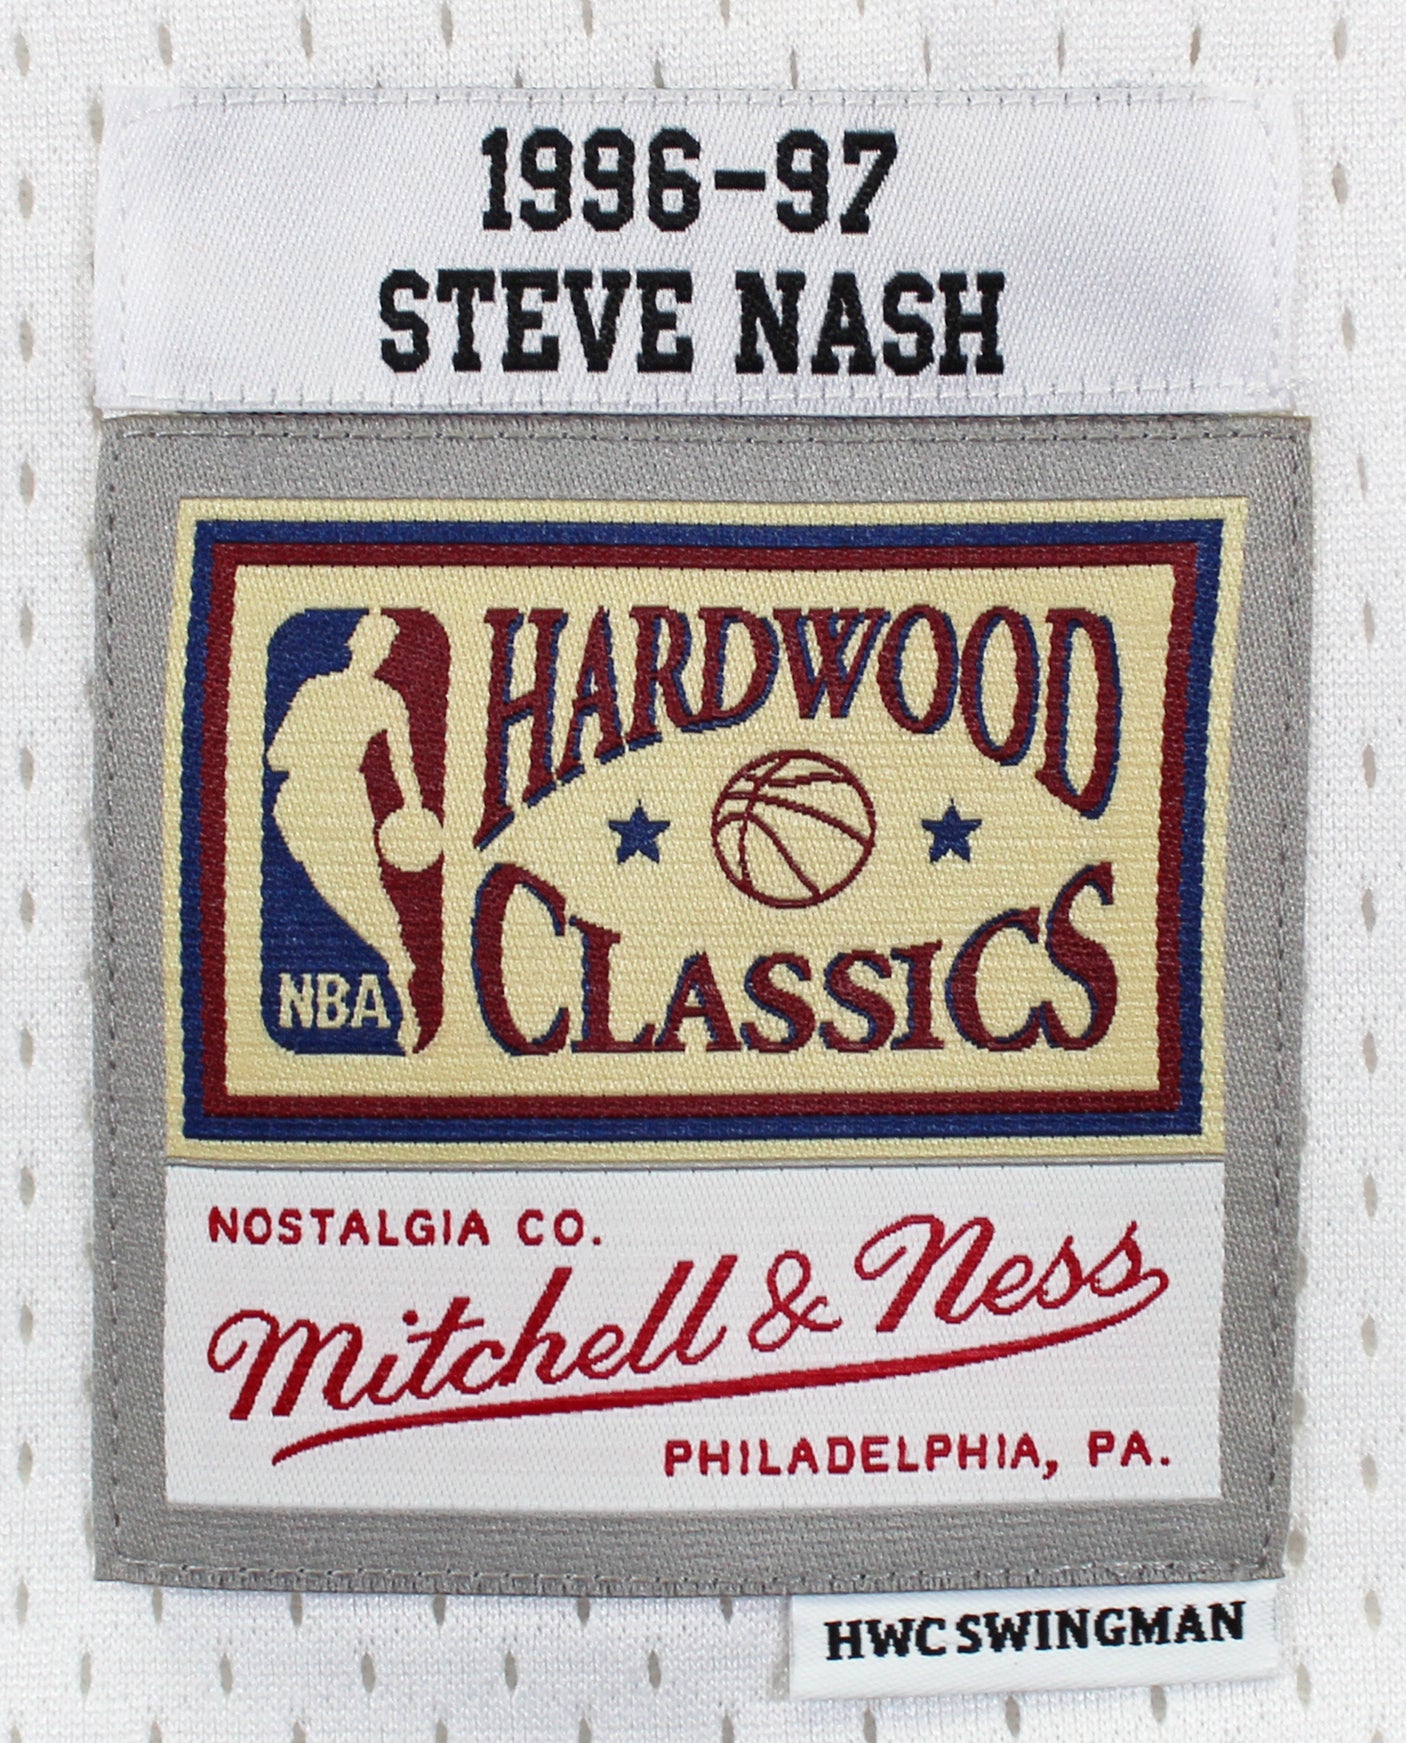 1996-97
STEVE NASH
HARDWOOD
CLASSICS
NBA
NOSTALGIA CO.
Mitchell & Ness
PHILADELPHIA, PA.
HWC SWINGMAN